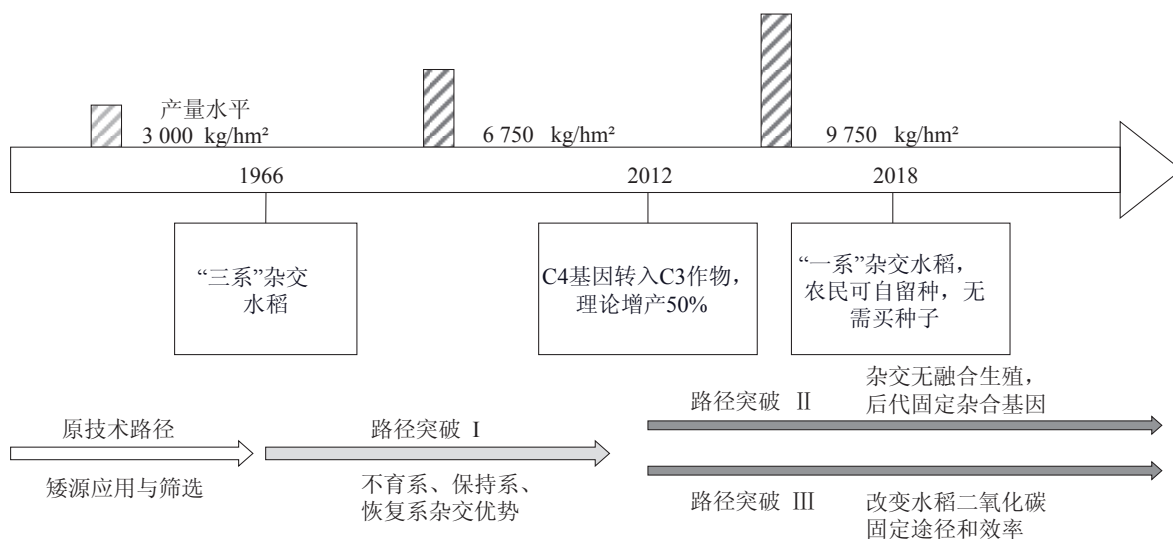 产量水平
3 000 kg/hm²
6 750 kg/hm²
9 750 kg/hm²
1966
2012
2018
“三系”杂交
水稻
C4基因转入C3作物，
理论增产50%
“一系”杂交水稻，
农民可自留种，无
需买种子
原技术路径
矮源应用与筛选
路径突破 Ⅰ
不育系、保持系、
恢复系杂交优势
路径突破 Ⅱ
杂交无融合生殖，
后代固定杂合基因
路径突破 Ⅲ
改变水稻二氧化碳
固定途径和效率